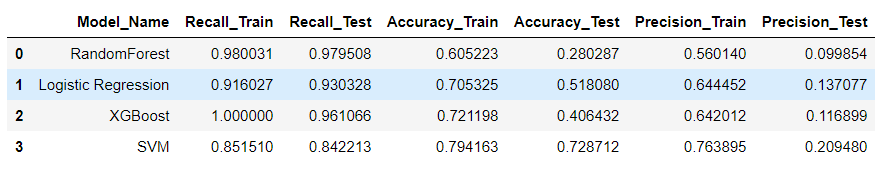 Model_Name Recall_Train Recall_Test Accuracy_Train Accuracy_Test Precision_Train Precision_Test
0 RandomForest 0.980031 0.979508 0.605223 0.280287 0.560140 0.099854
1 Logistic Regression 0.916027 0.930328 0.705325 0.518080 0.644452 0.137077
2 XGBoost 1.000000 0.961066 0.721198 0.406432 0.642012 0.116899
3 SVM 0.851510 0.842213 0.794163 0.728712 0.763895 0.209480